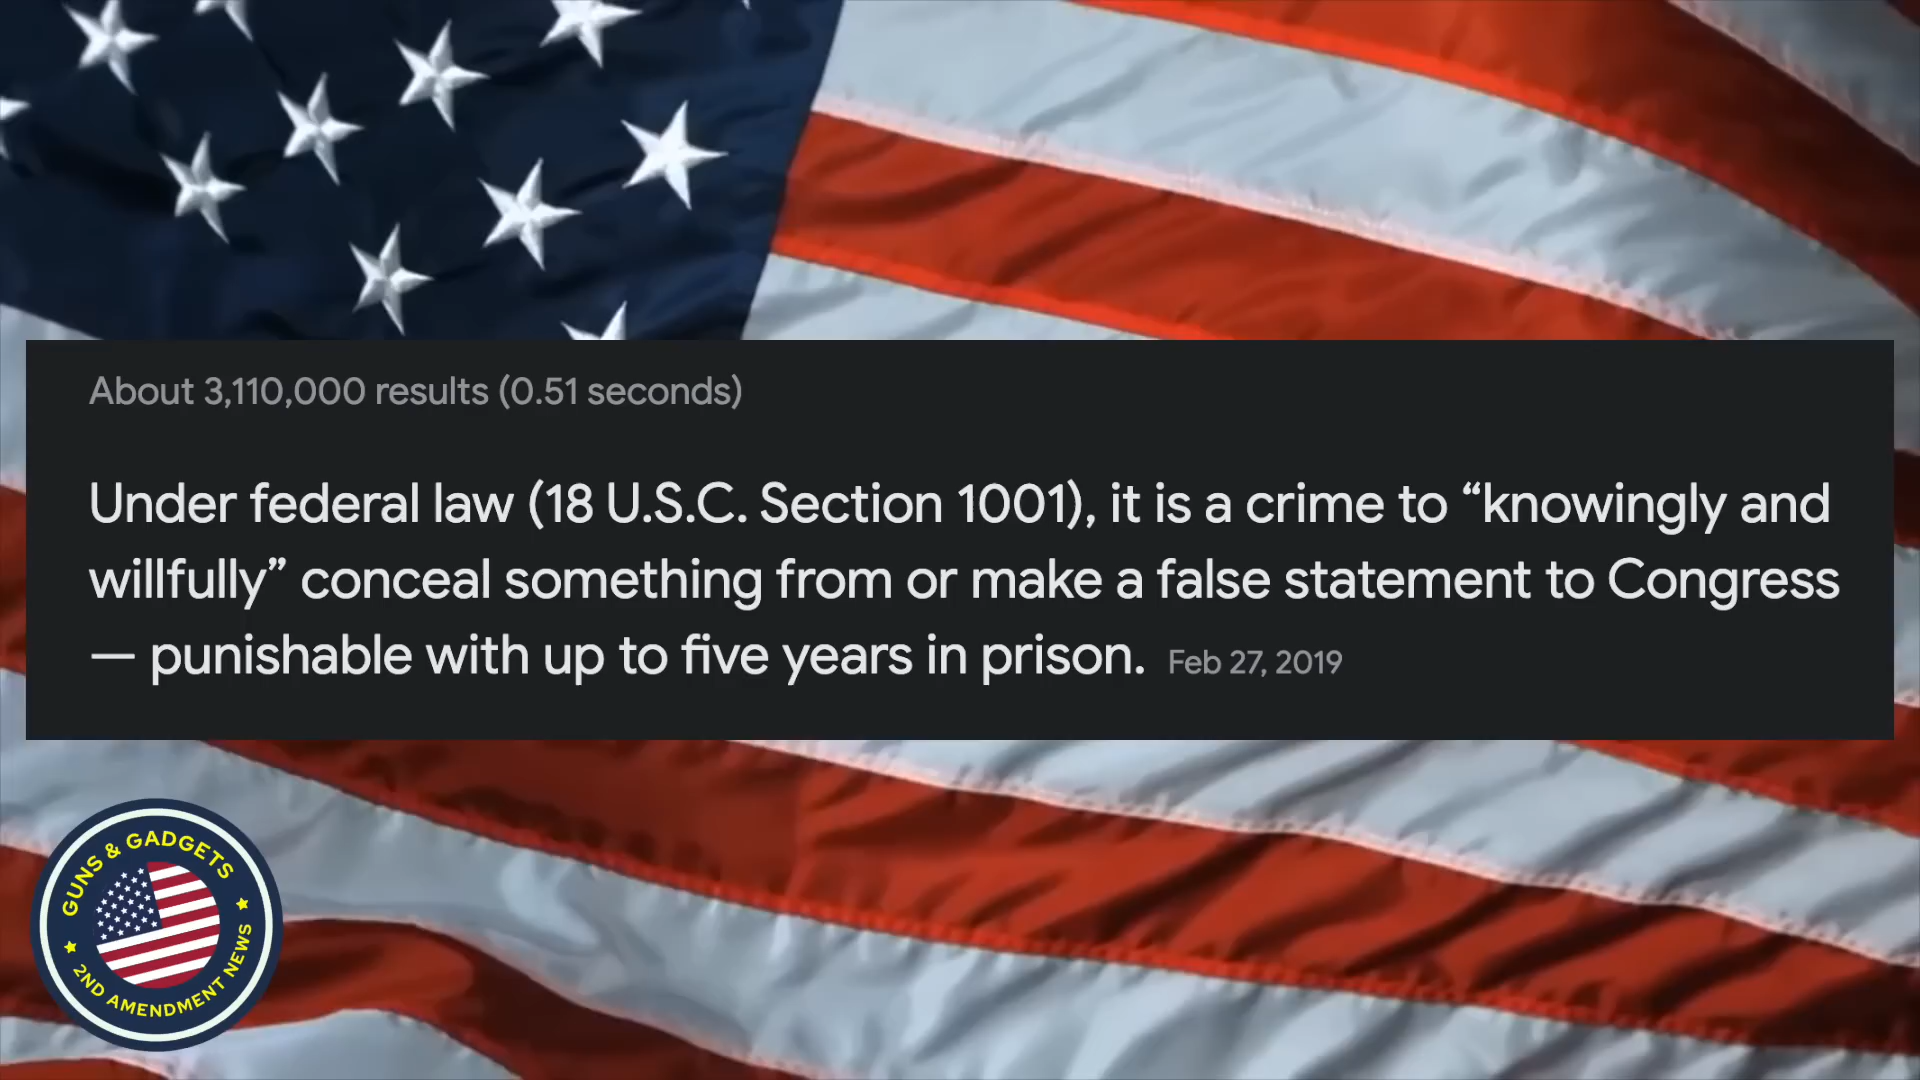 About 3,110,000 results (0.51 seconds)
Under federal law (18 U.S.C. Section 1001), it is a crime to “knowingly and
willfully” conceal something from or make a false statement to Congress
— punishable with up to five years in prison. Feb 27, 2019
GUNS & GADGETS
2ND AMENDMENT NEWS